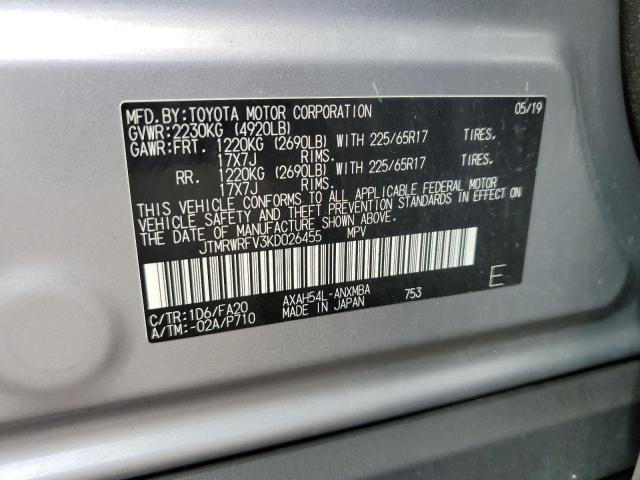 MFD.BY:TOYOTA MOTOR CORPORATION 05/19
GVWR:2230KG (4920LB)
GAWR:FRT. 1220KG (2690LB) WITH 225/65R17 TIRES.
17X7J RIMS.
RR. 1220KG (2690LB) WITH 225/65R17 TIRES.
17X7J RIMS.
THIS VEHICLE CONFORMS TO ALL APPLICABLE FEDERAL MOTOR
VEHICLE SAFETY AND THEFT PREVENTION STANDARDS IN EFFECT ON
THE DATE OF MANUFACTURE SHOWN ABOVE.
JTMRWRFV3KD026455 MPV
C/TR:1D6/FA20 AXAH54L-ANXMBA 753 E
A/TM:-02A/P710 MADE IN JAPAN